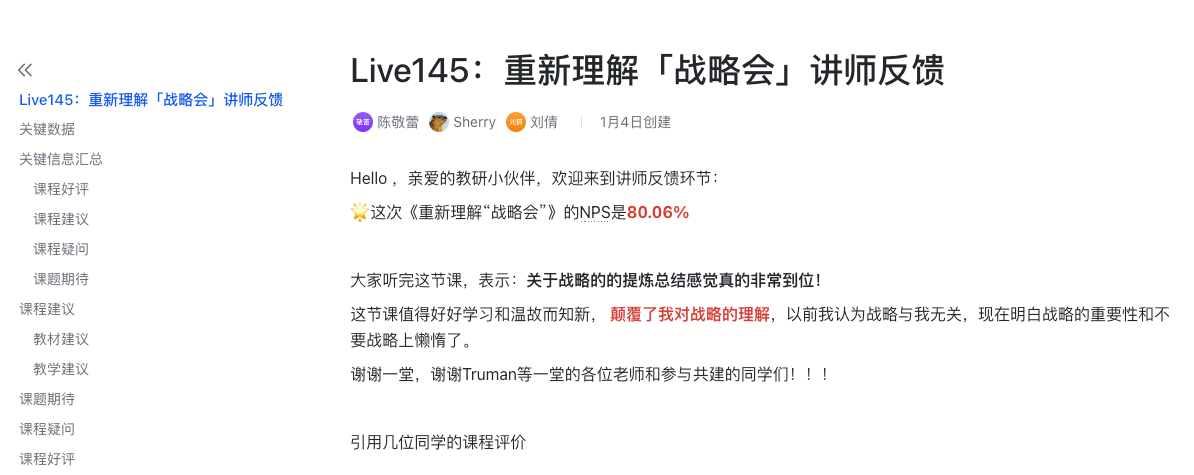 Live145：重新理解「战略会」讲师反馈
关键数据
关键信息汇总
课程好评
课程建议
课程疑问
课题期待
课程建议
教材建议
教学建议
课题期待
课程疑问
课程好评
Live145：重新理解「战略会」讲师反馈
敬蕾 陈敬蕾 Sherry 刘倩 刘倩 1月4日创建
Hello ，亲爱的教研小伙伴，欢迎来到讲师反馈环节：
🌟这次《重新理解“战略会”》的NPS是80.06%
大家听完这节课，表示：关于战略的的提炼总结感觉真的非常到位！
这节课值得好好学习和温故而知新， 颠覆了我对战略的理解，以前我认为战略与我无关，现在明白战略的重要性和不
要战略上懒惰了。
谢谢一堂，谢谢Truman等一堂的各位老师和参与共建的同学们！！！
引用几位同学的课程评价